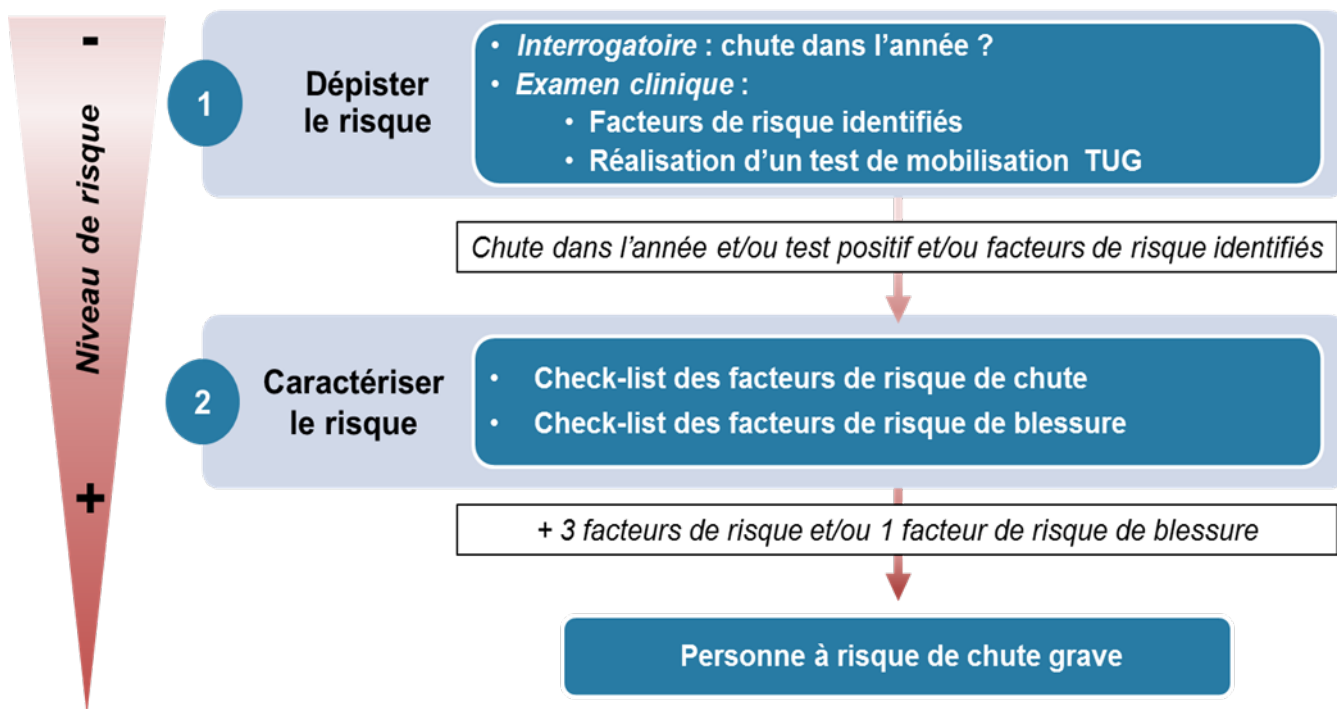 -
Niveau de risque
+
1
Dépister
le risque
• Interrogatoire : chute dans l'année ?
• Examen clinique :
• Facteurs de risque identifiés
• Réalisation d'un test de mobilisation TUG
Chute dans l'année et/ou test positif et/ou facteurs de risque identifiés
2
Caractériser
le risque
• Check-list des facteurs de risque de chute
• Check-list des facteurs de risque de blessure
+ 3 facteurs de risque et/ou 1 facteur de risque de blessure
Personne à risque de chute grave